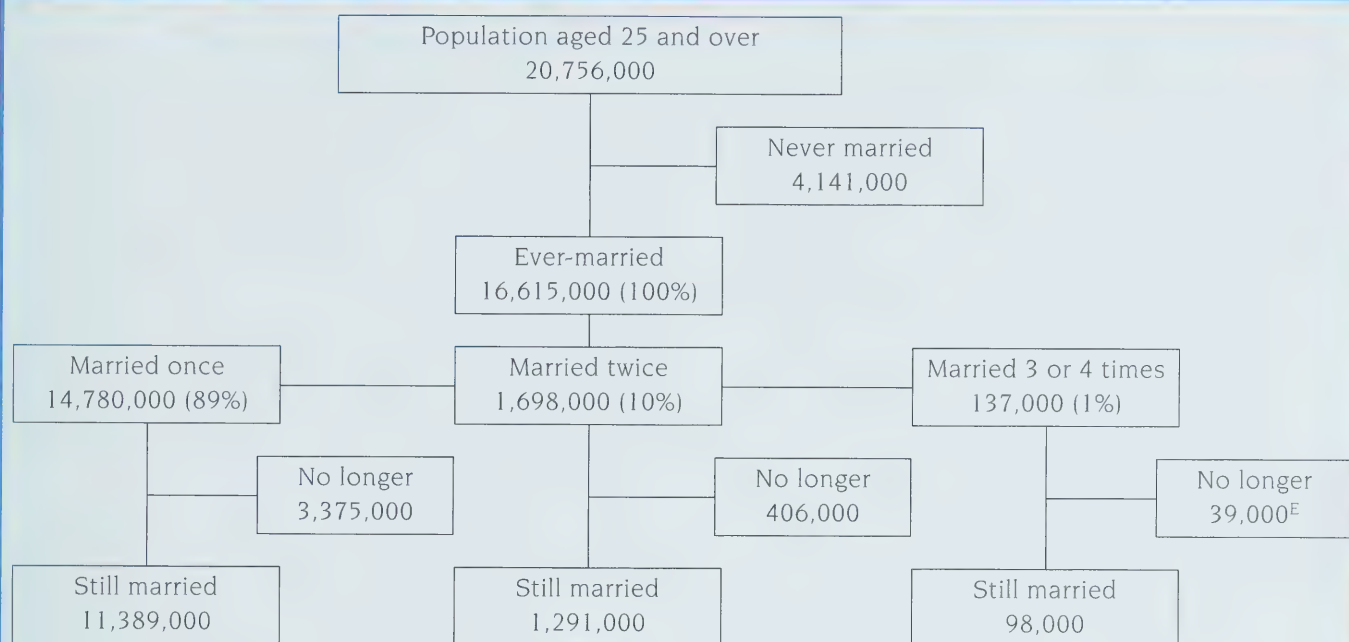 Population aged 25 and over
20,756,000
Never married
4,141,000
Ever-married
16,615,000 (100%)
Married once
14,780,000 (89%)
Married twice
1,698,000 (10%)
Married 3 or 4 times
137,000 (1%)
No longer
3,375,000
No longer
406,000
No longer
39,000ᴱ
Still married
11,389,000
Still married
1,291,000
Still married
98,000